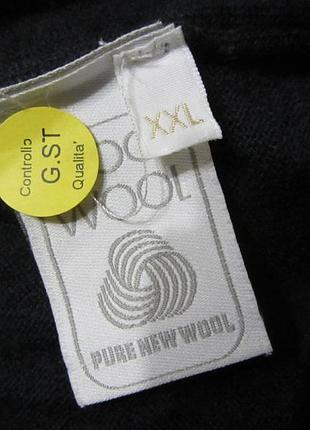 XXL
Controllo
G.ST
Qualita'
WOOL
PURE NEW WOOL